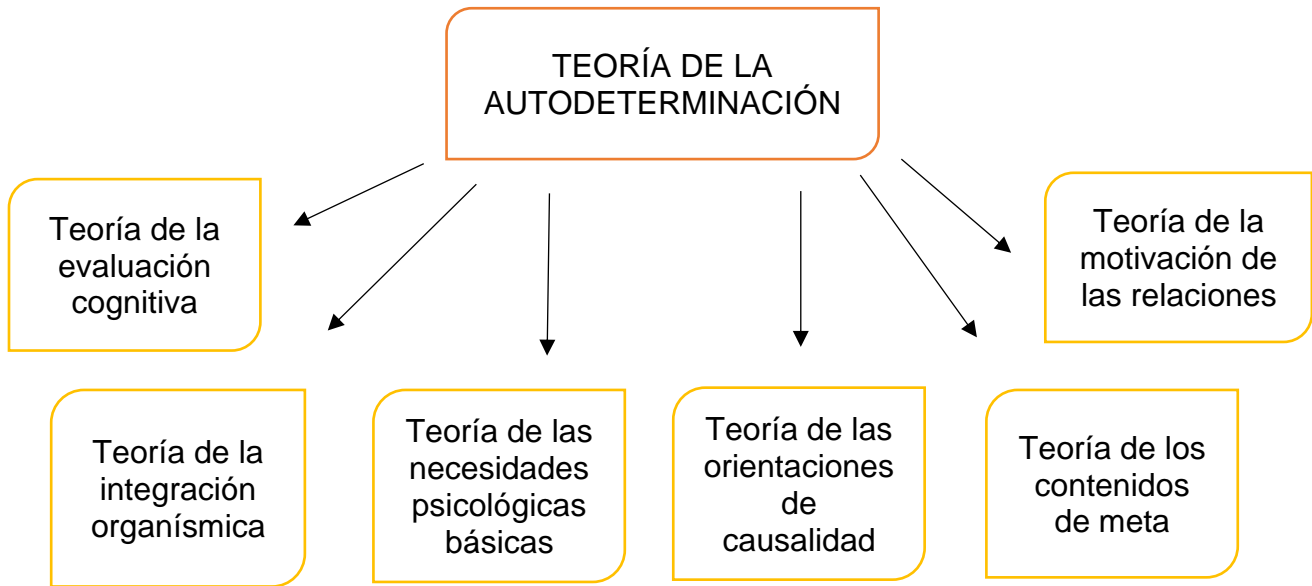 TEORÍA DE LA
AUTODETERMINACIÓN
Teoría de la
evaluación
cognitiva
Teoría de la
motivación de
las relaciones
Teoría de la
integración
organísmica
Teoría de las
necesidades
psicológicas
básicas
Teoría de las
orientaciones
de
causalidad
Teoría de los
contenidos
de meta